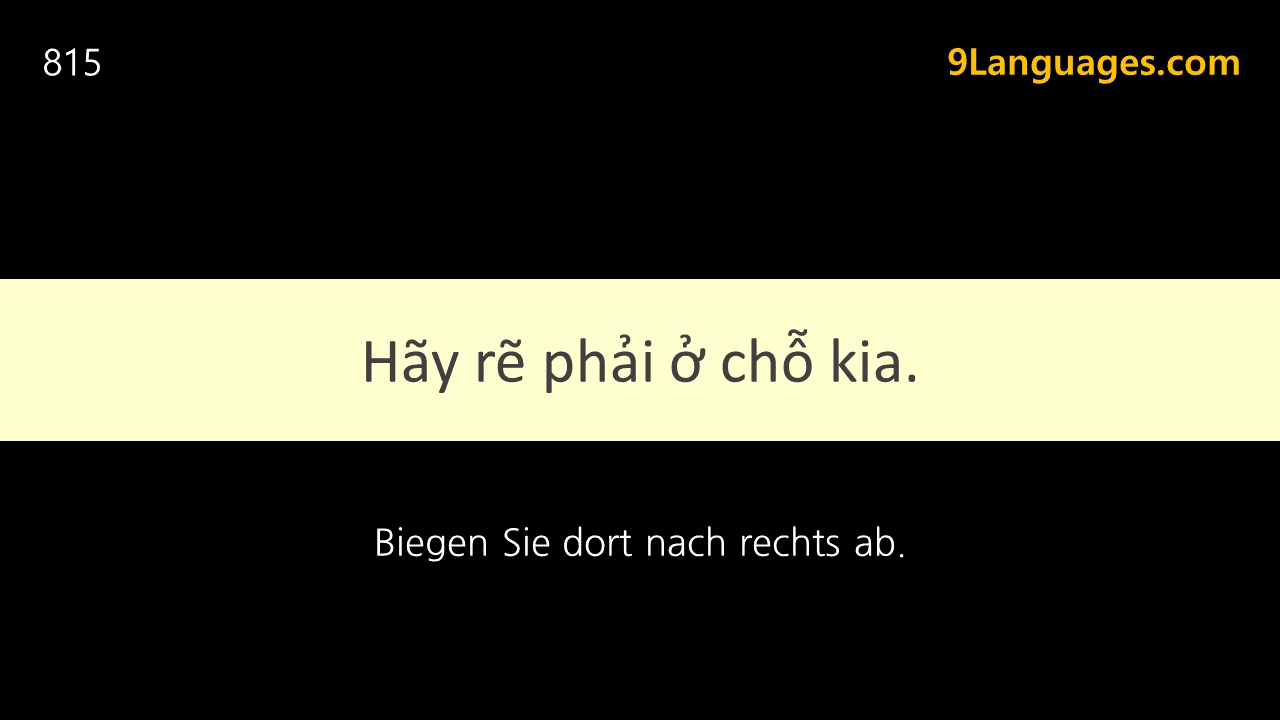 815
9Languages.com
Hãy rẽ phải ở chỗ kia.
Biegen Sie dort nach rechts ab.